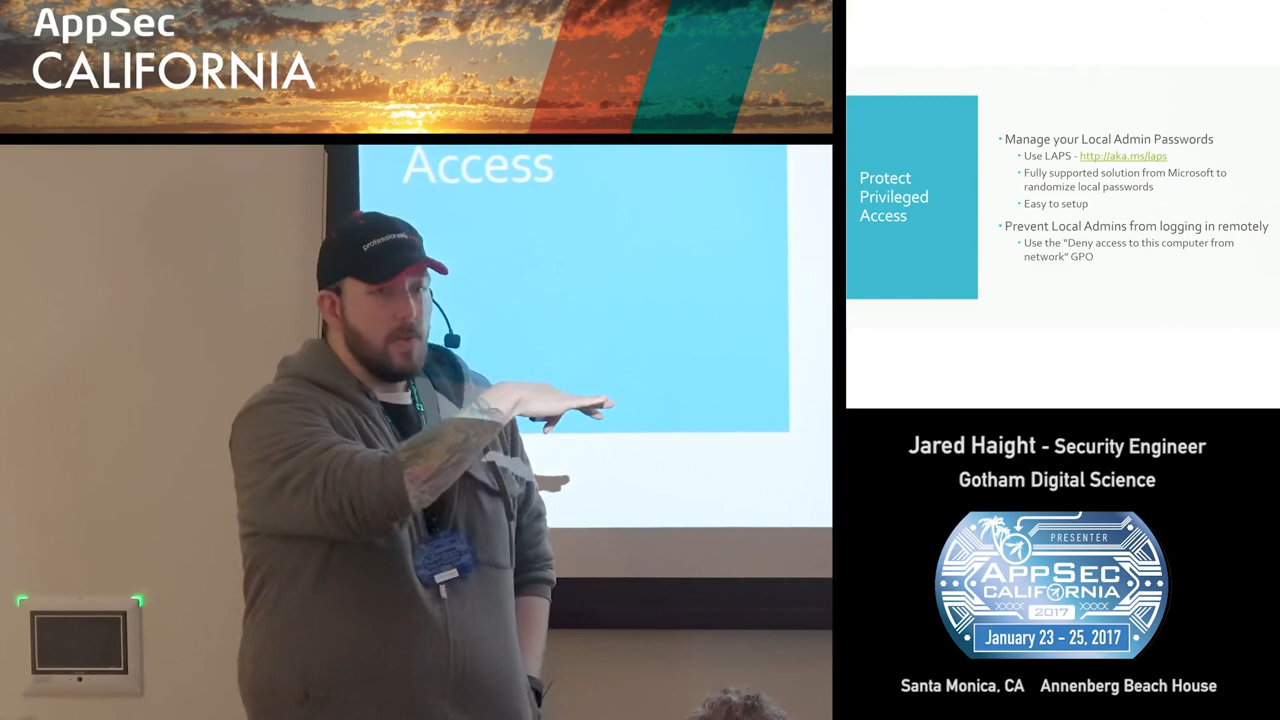 AppSec
CALIFORNIA
Access
professional
Protect
Privileged
Access
Manage your Local Admin Passwords
Use LAPS - http://aka.ms/laps
Fully supported solution from Microsoft to
randomize local passwords
Easy to setup
Prevent Local Admins from logging in remotely
Use the "Deny access to this computer from
network" GPO
Jared Haight - Security Engineer
Gotham Digital Science
PRESENTER
APPSEC
CALIFORNIA
XXXX 2017 XXXX
January 23 - 25, 2017
Santa Monica, CA Annenberg Beach House